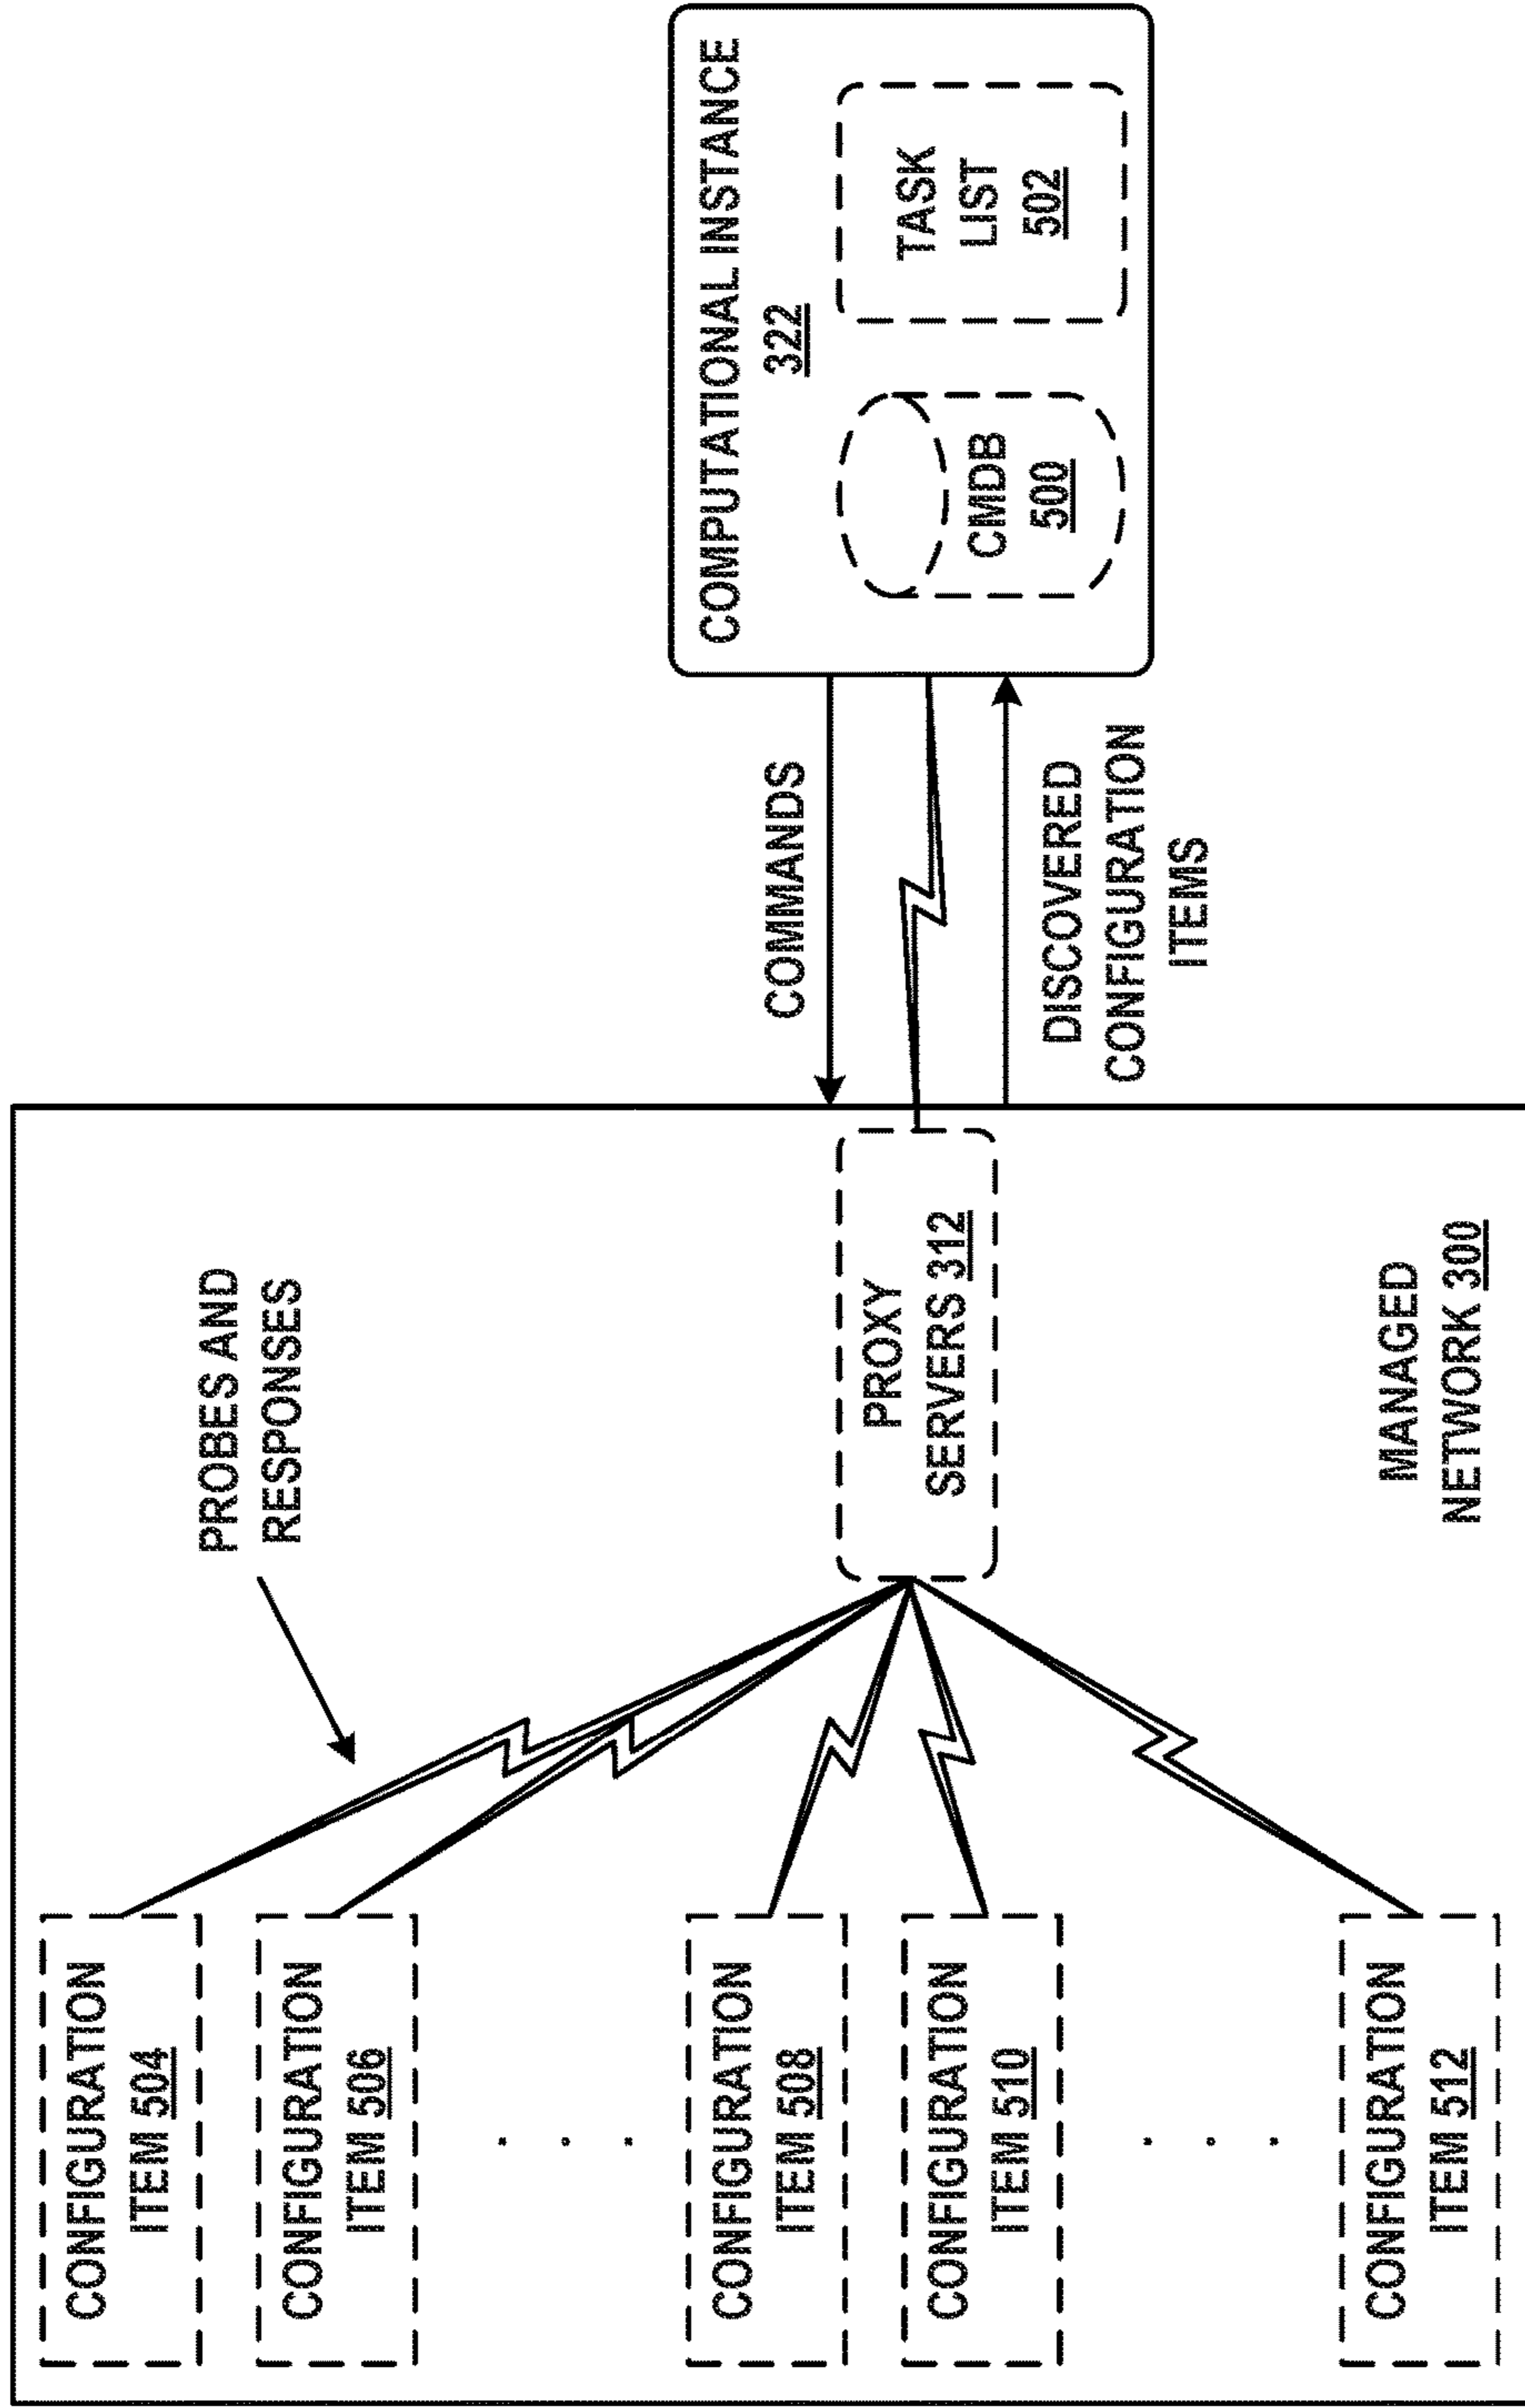 CONFIGURATION
ITEM 504
CONFIGURATION
ITEM 506
CONFIGURATION
ITEM 508
CONFIGURATION
ITEM 510
CONFIGURATION
ITEM 512
PROBES AND
RESPONSES
PROXY
SERVERS 312
MANAGED
NETWORK 300
COMMANDS
DISCOVERED
CONFIGURATION
ITEMS
COMPUTATIONAL INSTANCE
322
CMDB
500
TASK
LIST
502